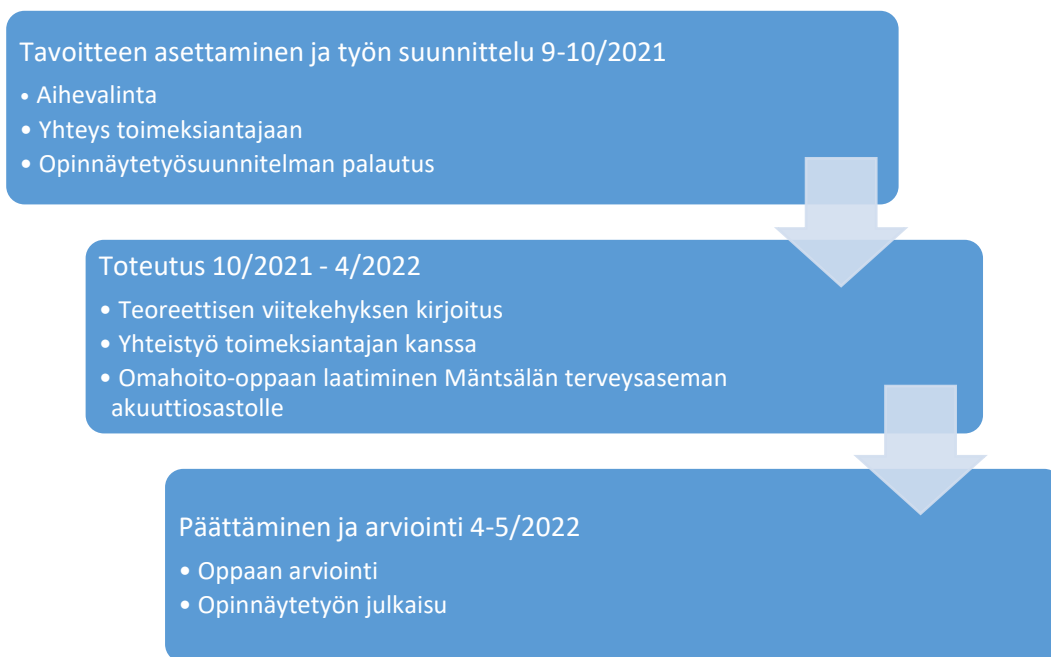 Tavoitteen asettaminen ja työn suunnittelu 9-10/2021
• Aihevalinta
• Yhteys toimeksiantajaan
• Opinnäytetyösuunnitelman palautus
Toteutus 10/2021 - 4/2022
• Teoreettisen viitekehyksen kirjoitus
• Yhteistyö toimeksiantajan kanssa
• Omahoito-oppaan laatiminen Mäntsälän terveysaseman
akuuttiosastolle
Päättäminen ja arviointi 4-5/2022
• Oppaan arviointi
• Opinnäytetyön julkaisu